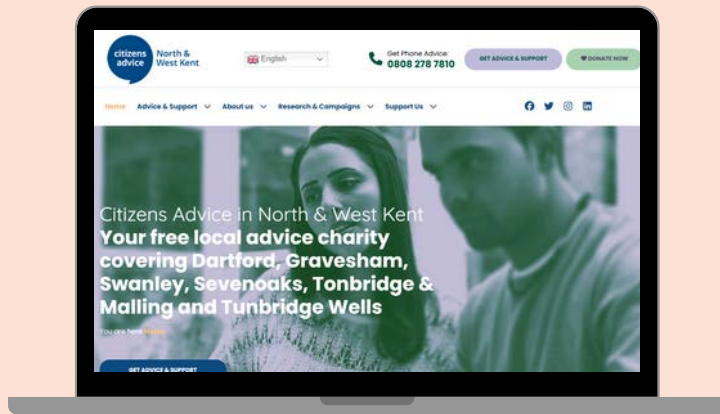 citizens
advice
North &
West Kent
English
Get Phone Advice:
0808 278 7810
GET ADVICE & SUPPORT
DONATE NOW
Home Advice & Support About us Research & Campaigns Support Us
Citizens Advice in North & West Kent
Your free local advice charity
covering Dartford, Gravesham,
Swanley, Sevenoaks, Tonbridge &
Malling and Tunbridge Wells
You are here: Home
GET ADVICE & SUPPORT